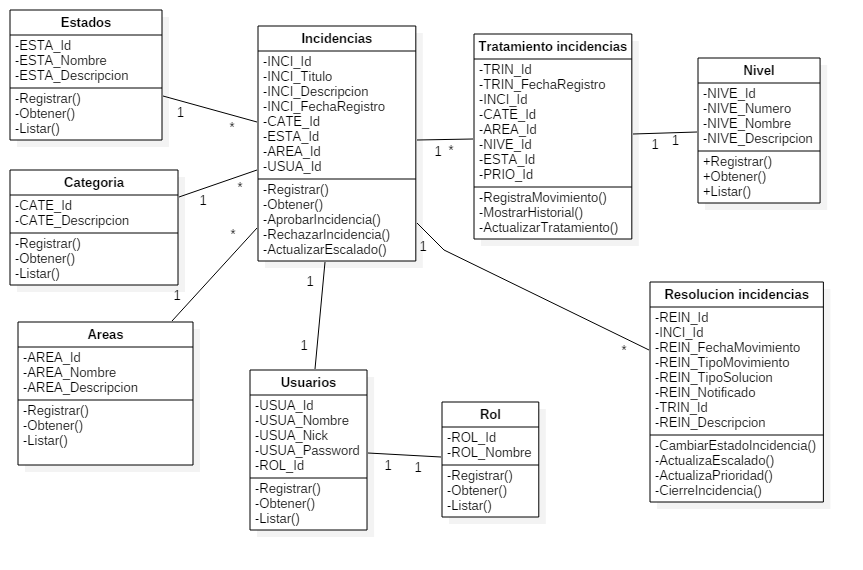 Estados
-ESTA_Id
-ESTA_Nombre
-ESTA_Descripcion
-Registrar()
-Obtener()
-Listar()
1
*
Categoria
-CATE_Id
-CATE_Descripcion
-Registrar()
-Obtener()
-Listar()
1
*
Areas
-AREA_Id
-AREA_Nombre
-AREA_Descripcion
-Registrar()
-Obtener()
-Listar()
1
*
Incidencias
-INCI_Id
-INCI_Titulo
-INCI_Descripcion
-INCI_FechaRegistro
-CATE_Id
-ESTA_Id
-AREA_Id
-USUA_Id
-Registrar()
-Obtener()
-AprobarIncidencia()
-RechazarIncidencia()
-ActualizarEscalado()
1
1
Usuarios
-USUA_Id
-USUA_Nombre
-USUA_Nick
-USUA_Password
-ROL_Id
-Registrar()
-Obtener()
-Listar()
1
1
Rol
-ROL_Id
-ROL_Nombre
-Registrar()
-Obtener()
-Listar()
1
*
Tratamiento incidencias
-TRIN_Id
-TRIN_FechaRegistro
-INCI_Id
-CATE_Id
-AREA_Id
-NIVE_Id
-ESTA_Id
-PRIO_Id
-RegistraMovimiento()
-MostrarHistorial()
-ActualizarTratamiento()
1
1
Nivel
-NIVE_Id
-NIVE_Numero
-NIVE_Nombre
-NIVE_Descripcion
+Registrar()
+Obtener()
+Listar()
1
*
Resolucion incidencias
-REIN_Id
-INCI_Id
-REIN_FechaMovimiento
-REIN_TipoMovimiento
-REIN_TipoSolucion
-REIN_Notificado
-TRIN_Id
-REIN_Descripcion
-CambiarEstadoIncidencia()
-ActualizaEscalado()
-ActualizaPrioridad()
-CierreIncidencia()